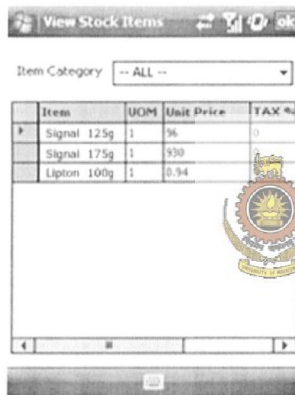 View Stock Items ok
Item Category -- ALL --
Item UOM Unit Price TAX %
Signal 125g 1 96 0
Signal 175g 1 930
Lipton 100g 1 0.94